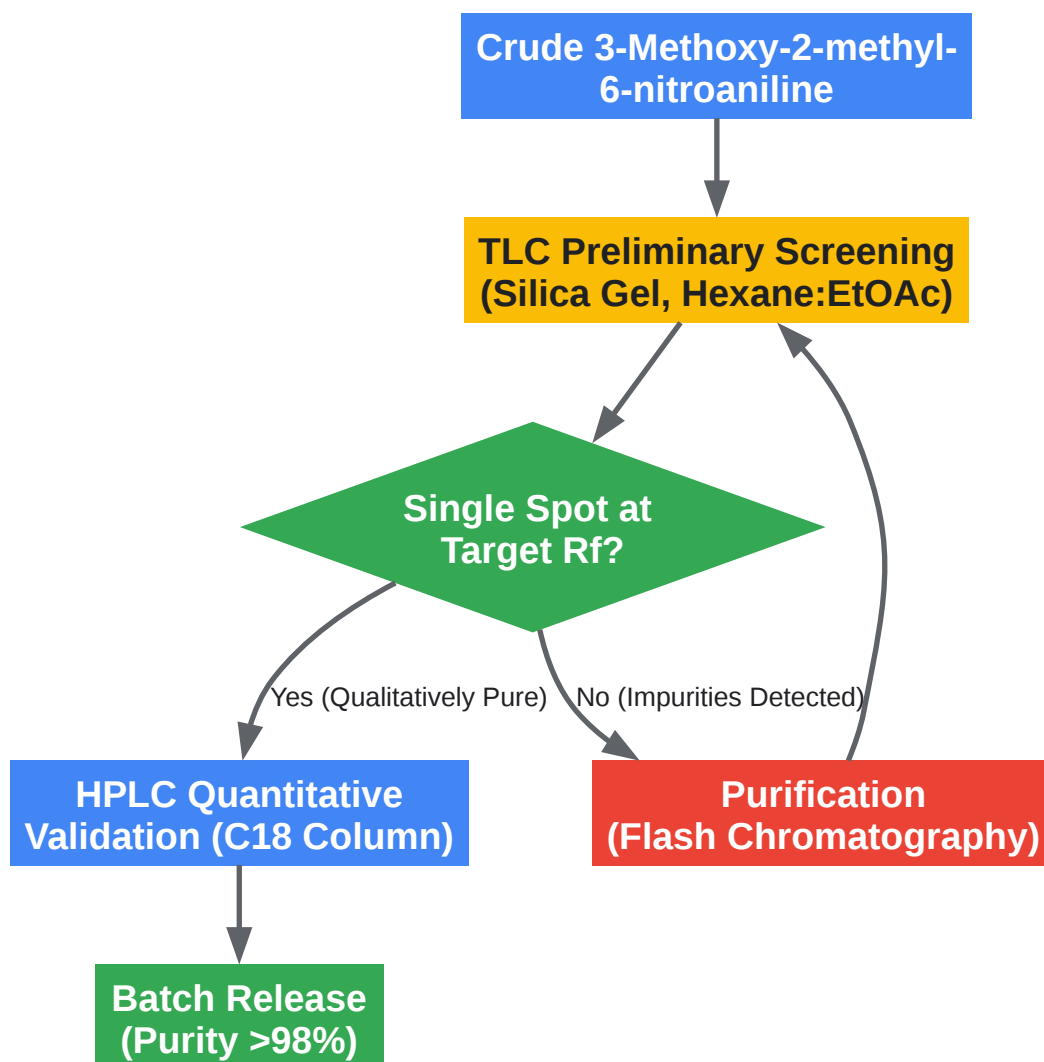 Crude 3-Methoxy-2-methyl-
6-nitroaniline
TLC Preliminary Screening
(Silica Gel, Hexane:EtOAc)
Single Spot at
Target Rf?
Yes (Qualitatively Pure)
No (Impurities Detected)
HPLC Quantitative
Validation (C18 Column)
Purification
(Flash Chromatography)
Batch Release
(Purity >98%)